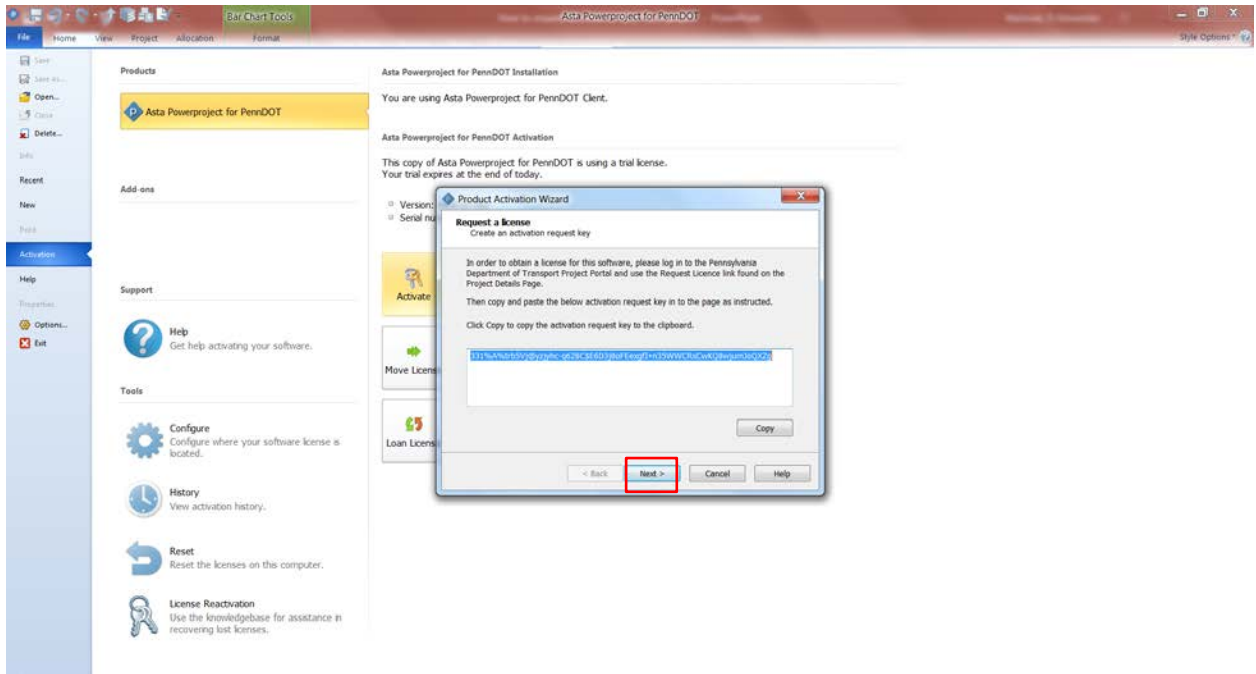 Bar Chart Tools
Asta Powerproject for PennDOT
File Home View Project Allocation Format
Style Options
Save
Save as...
Open...
Close
Delete...
Info
Recent
New
Print
Activation
Help
Properties
Options...
Exit
Products
Asta Powerproject for PennDOT
Add-ons
Support
Help
Get help activating your software.
Tools
Configure
Configure where your software license is
located.
History
View activation history.
Reset
Reset the licenses on this computer.
License Reactivation
Use the knowledgebase for assistance in
recovering lost licenses.
Asta Powerproject for PennDOT Installation
You are using Asta Powerproject for PennDOT Client.
Asta Powerproject for PennDOT Activation
This copy of Asta Powerproject for PennDOT is using a trial license.
Your trial expires at the end of today.
Version:
Serial nu
Activate
Move Licens
Loan Licens
Product Activation Wizard
Request a license
Create an activation request key
In order to obtain a license for this software, please log in to the Pennsylvania
Department of Transport Project Portal and use the Request Licence link found on the
Project Details Page.
Then copy and paste the below activation request key in to the page as instructed.
Click Copy to copy the activation request key to the clipboard.
Copy
< Back Next > Cancel Help